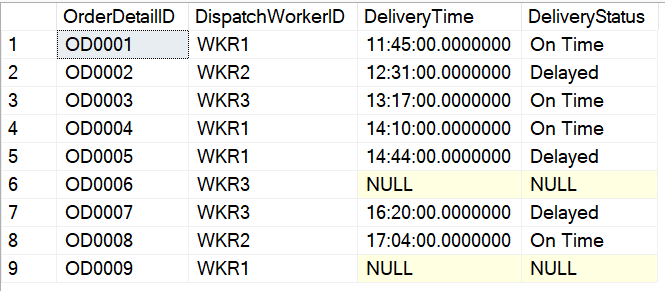 OrderDetailID DispatchWorkerID DeliveryTime DeliveryStatus
1 OD0001 WKR1 11:45:00.0000000 On Time
2 OD0002 WKR2 12:31:00.0000000 Delayed
3 OD0003 WKR3 13:17:00.0000000 On Time
4 OD0004 WKR1 14:10:00.0000000 On Time
5 OD0005 WKR1 14:44:00.0000000 Delayed
6 OD0006 WKR3 NULL NULL
7 OD0007 WKR3 16:20:00.0000000 Delayed
8 OD0008 WKR2 17:04:00.0000000 On Time
9 OD0009 WKR1 NULL NULL